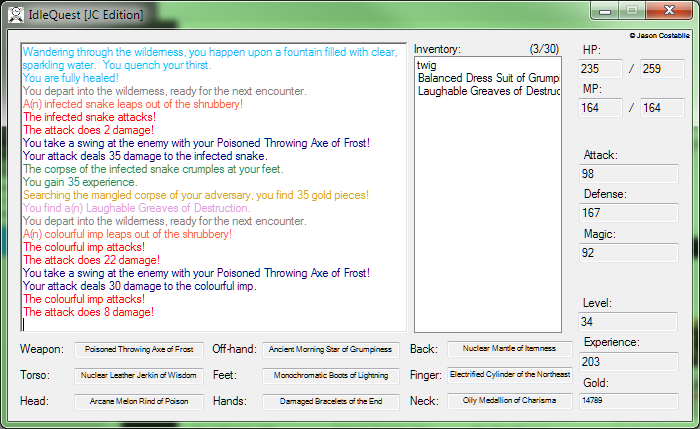 IdleQuest [JC Edition]
© Jason Costabile
Wandering through the wilderness, you happen upon a fountain filled with clear,
sparkling water.  You quench your thirst.
You are fully healed!
You depart into the wilderness, ready for the next encounter.
A(n) infected snake leaps out of the shrubbery!
The infected snake attacks!
The attack does 2 damage!
You take a swing at the enemy with your Poisoned Throwing Axe of Frost!
Your attack deals 35 damage to the infected snake.
The corpse of the infected snake crumples at your feet.
You gain 35 experience.
Searching the mangled corpse of your adversary, you find 35 gold pieces!
You find a(n) Laughable Greaves of Destruction.
You depart into the wilderness, ready for the next encounter.
A(n) colourful imp leaps out of the shrubbery!
The colourful imp attacks!
The attack does 22 damage!
You take a swing at the enemy with your Poisoned Throwing Axe of Frost!
Your attack deals 30 damage to the colourful imp.
The colourful imp attacks!
The attack does 8 damage!
Inventory: (3/30)
twig
Balanced Dress Suit of Grumpi
Laughable Greaves of Destruc
HP:
235 / 259
MP:
164 / 164
Attack:
98
Defense:
167
Magic:
92
Level:
34
Experience:
203
Gold:
14789
Weapon: Poisoned Throwing Axe of Frost Off-hand: Ancient Morning Star of Grumpiness Back: Nuclear Mantle of Itemness
Torso: Nuclear Leather Jerkin of Wisdom Feet: Monochromatic Boots of Lightning Finger: Electrified Cylinder of the Northeast
Head: Arcane Melon Rind of Poison Hands: Damaged Bracelets of the End Neck: Oily Medallion of Charisma